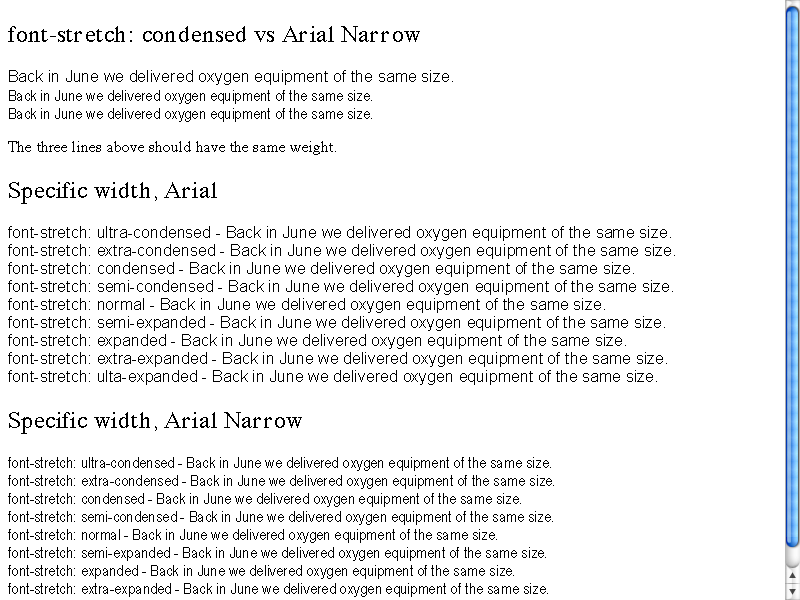 font-stretch: condensed vs Arial Narrow
Back in June we delivered oxygen equipment of the same size.
Back in June we delivered oxygen equipment of the same size.
Back in June we delivered oxygen equipment of the same size.
The three lines above should have the same weight.
Specific width, Arial
font-stretch: ultra-condensed - Back in June we delivered oxygen equipment of the same size.
font-stretch: extra-condensed - Back in June we delivered oxygen equipment of the same size.
font-stretch: condensed - Back in June we delivered oxygen equipment of the same size.
font-stretch: semi-condensed - Back in June we delivered oxygen equipment of the same size.
font-stretch: normal - Back in June we delivered oxygen equipment of the same size.
font-stretch: semi-expanded - Back in June we delivered oxygen equipment of the same size.
font-stretch: expanded - Back in June we delivered oxygen equipment of the same size.
font-stretch: extra-expanded - Back in June we delivered oxygen equipment of the same size.
font-stretch: ulta-expanded - Back in June we delivered oxygen equipment of the same size.
Specific width, Arial Narrow
font-stretch: ultra-condensed - Back in June we delivered oxygen equipment of the same size.
font-stretch: extra-condensed - Back in June we delivered oxygen equipment of the same size.
font-stretch: condensed - Back in June we delivered oxygen equipment of the same size.
font-stretch: semi-condensed - Back in June we delivered oxygen equipment of the same size.
font-stretch: normal - Back in June we delivered oxygen equipment of the same size.
font-stretch: semi-expanded - Back in June we delivered oxygen equipment of the same size.
font-stretch: expanded - Back in June we delivered oxygen equipment of the same size.
font-stretch: extra-expanded - Back in June we delivered oxygen equipment of the same size.